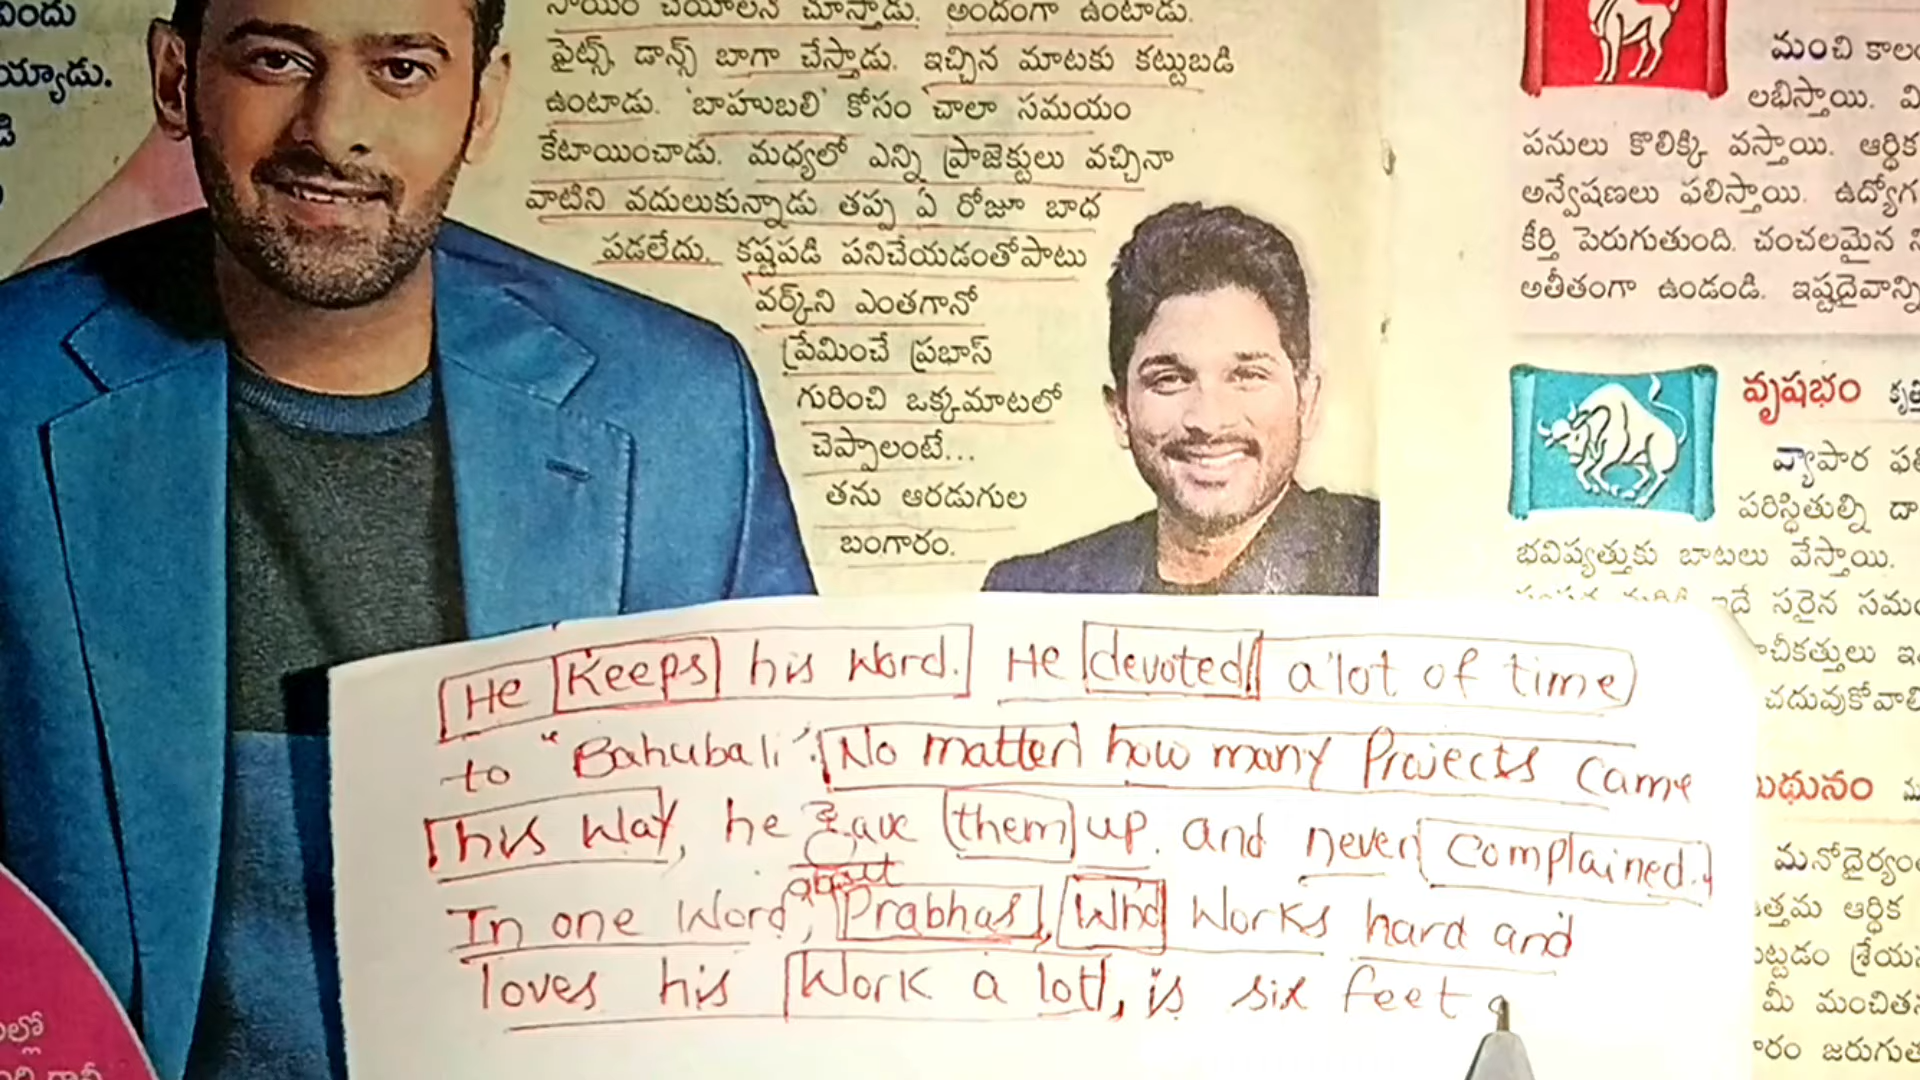 విందు
య్యాడు.
సాయం చేయాలని చూస్తాడు. అందంగా ఉంటాడు.
ఫైట్స్, డాన్స్ బాగా చేస్తాడు. ఇచ్చిన మాటకు కట్టుబడి
ఉంటాడు. 'బాహుబలి' కోసం చాలా సమయం
కేటాయించాడు. మధ్యలో ఎన్ని ప్రాజెక్టులు వచ్చినా
వాటిని వదులుకున్నాడు తప్ప ఏ రోజూ బాధ
పడలేదు. కష్టపడి పనిచేయడంతోపాటు
వర్క్‌ని ఎంతగానో
ప్రేమించే ప్రభాస్
గురించి ఒక్కమాటలో
చెప్పాలంటే...
తను ఆరడుగుల
బంగారం.
He Keeps his word. He devoted a lot of time
to "Bahubali". No matter how many Projects came
his way, he gave them up. and never complained.
In one word, about Prabhas, who works hard and
loves his work a lot, is six feet
మంచి కాలం
లభిస్తాయి. వి
పనులు కొలిక్కి వస్తాయి. ఆర్థిక
అన్వేషణలు ఫలిస్తాయి. ఉద్యోగ
కీర్తి పెరుగుతుంది. చంచలమైన ని
అతీతంగా ఉండండి. ఇష్టదైవాన్ని
వృషభం కృత్తి
వ్యాపార ఫ
పరిస్థితుల్ని దా
భవిష్యత్తుకు బాటలు వేస్తాయి.
ఇదే సరైన సమ
చీకత్తులు
చదువుకోవాలి
మిథునం
మనోధైర్యం
ఉత్తమ ఆర్థిక
పెట్టడం శ్రేయ
మీ మంచిత
కారం జరుగుతు